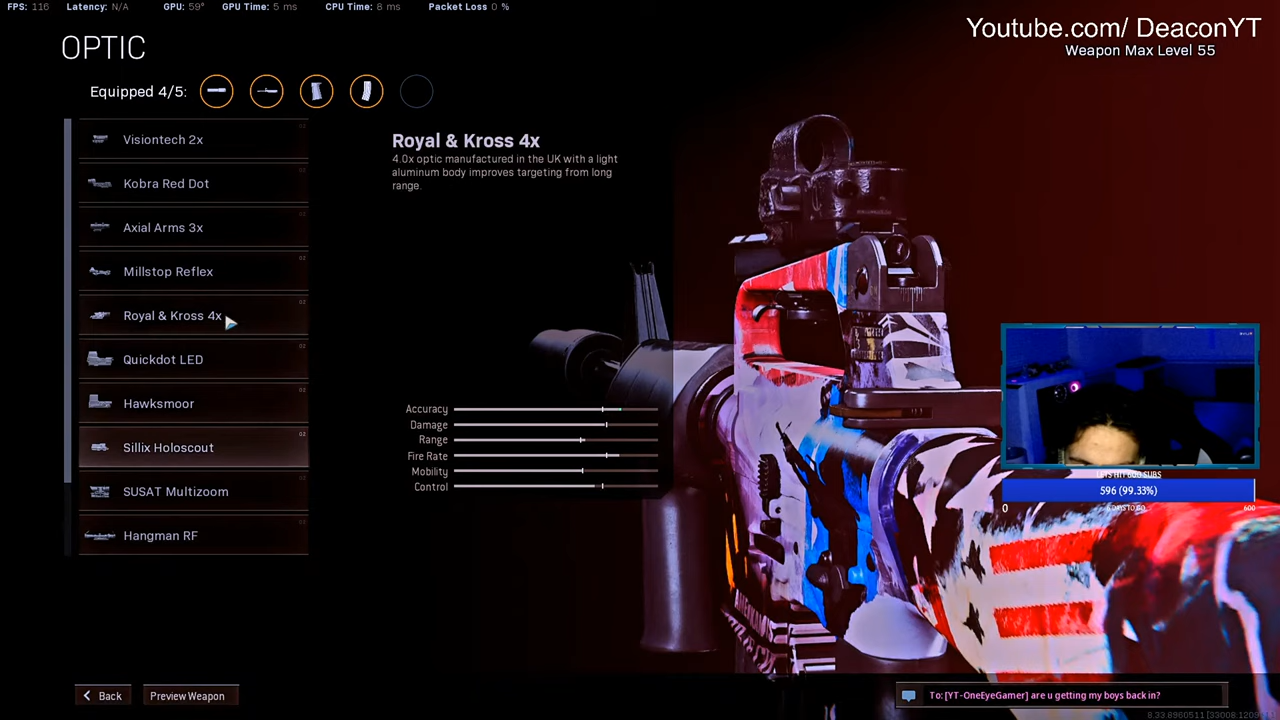 FPS: 116 Latency: N/A GPU: 59° GPU Time: 5 ms CPU Time: 8 ms Packet Loss 0 %
Youtube.com/ DeaconYT
Weapon Max Level 55
OPTIC
Equipped 4/5:
Visiontech 2x
Kobra Red Dot
Axial Arms 3x
Millstop Reflex
Royal & Kross 4x
Quickdot LED
Hawksmoor
Sillix Holoscout
SUSAT Multizoom
Hangman RF
Royal & Kross 4x
4.0x optic manufactured in the UK with a light
aluminum body improves targeting from long
range.
Accuracy
Damage
Range
Fire Rate
Mobility
Control
596 (99.33%)
0
600
Back
Preview Weapon
To: [YT-OneEyeGamer] are u getting my boys back in?